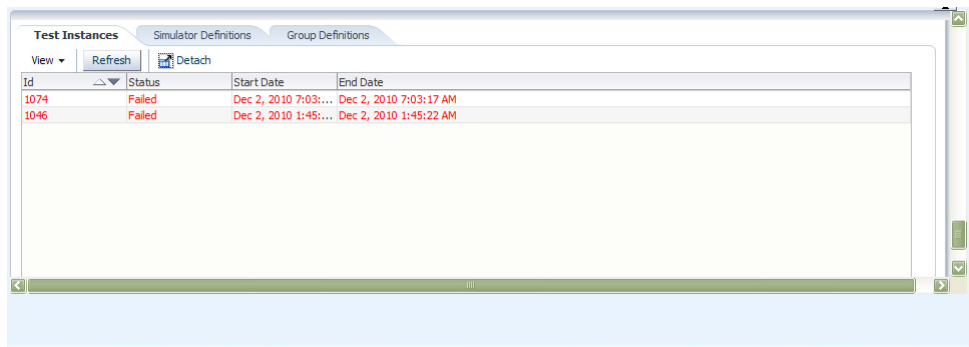 Test Instances Simulator Definitions Group Definitions
View Refresh Detach
Id Status Start Date End Date
1074 Failed Dec 2, 2010 7:03:... Dec 2, 2010 7:03:17 AM
1046 Failed Dec 2, 2010 1:45:... Dec 2, 2010 1:45:22 AM